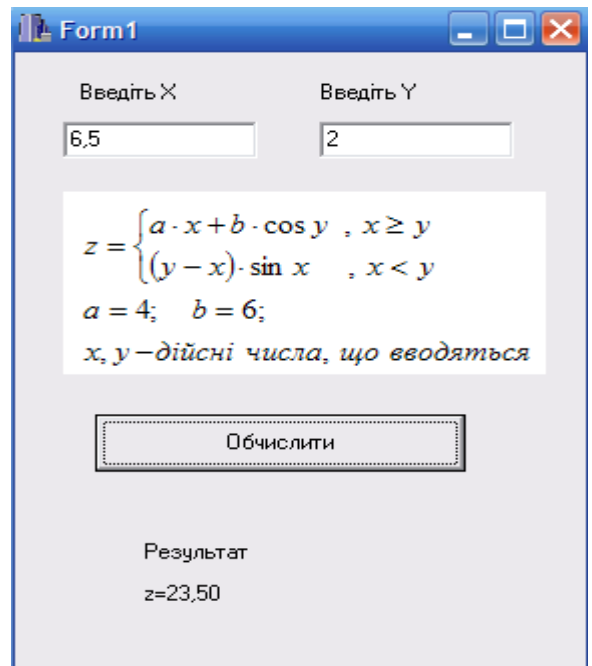 Form1
Введіть X Введіть Y
6,5 2
z = { a · x + b · cos y , x ≥ y
(y − x) · sin x , x < y
a = 4; b = 6;
x, y – дійсні числа, що вводяться
Обчислити
Результат
z=23,50